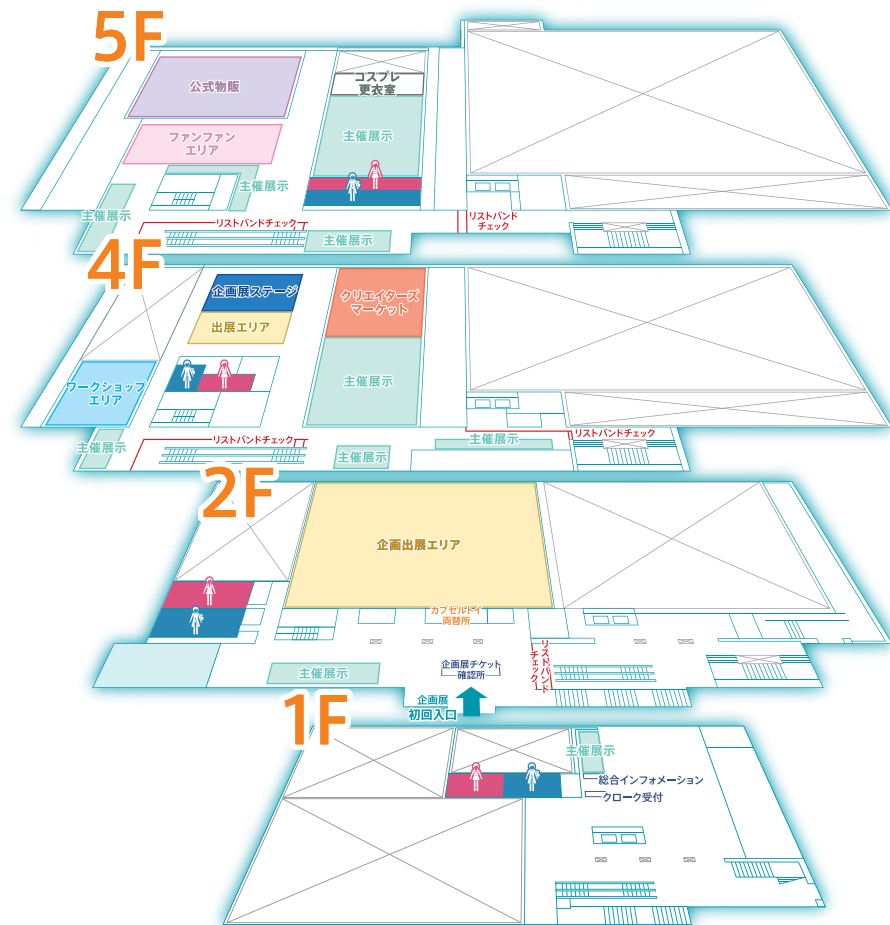 5F
公式物販
コスプレ
更衣室
主催展示
ファンファン
エリア
主催展示
主催展示
リストバンドチェック
リストバンド
チェック
主催展示
4F
企画展ステージ
クリエイターズ
マーケット
出展エリア
主催展示
ワークショップ
エリア
主催展示
リストバンドチェック
主催展示
主催展示
リストバンドチェック
2F
企画出展エリア
カプセルトイ
両替所
リストバンド
チェック
企画展チケット
確認所
主催展示
企画展
初回入口
1F
主催展示
総合インフォメーション
クローク受付